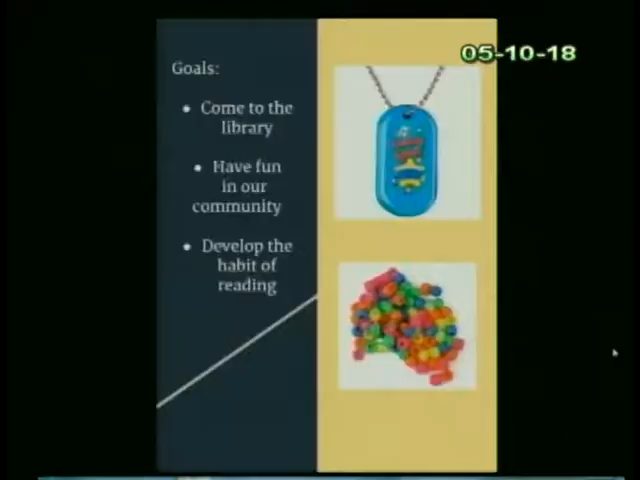 05-10-18
Goals:
• Come to the
library
• Have fun
in our
community
• Develop the
habit of
reading